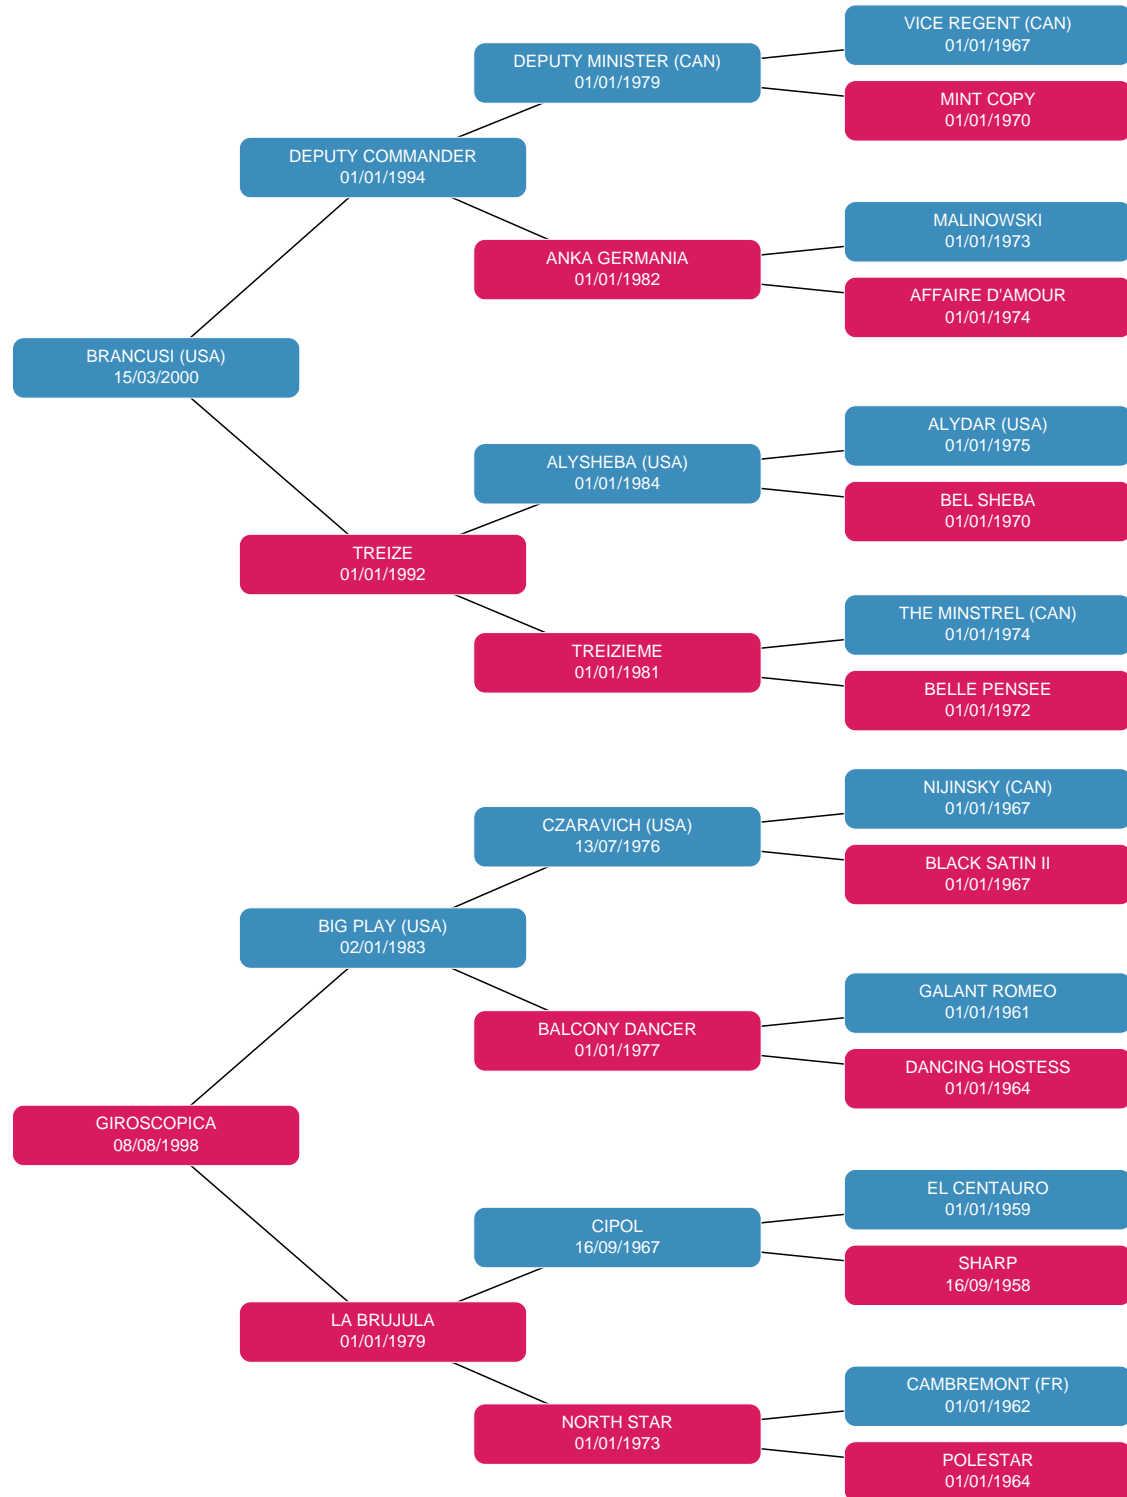 VICE REGENT (CAN)
01/01/1967
DEPUTY MINISTER (CAN)
01/01/1979
MINT COPY
01/01/1970
DEPUTY COMMANDER
01/01/1994
MALINOWSKI
01/01/1973
ANKA GERMANIA
01/01/1982
AFFAIRE D'AMOUR
01/01/1974
BRANCUSI (USA)
15/03/2000
ALYDAR (USA)
01/01/1975
ALYSHEBA (USA)
01/01/1984
BEL SHEBA
01/01/1970
TREIZE
01/01/1992
THE MINSTREL (CAN)
01/01/1974
TREIZIEME
01/01/1981
BELLE PENSEE
01/01/1972
NIJINSKY (CAN)
01/01/1967
CZARAVICH (USA)
13/07/1976
BLACK SATIN II
01/01/1967
BIG PLAY (USA)
02/01/1983
GALANT ROMEO
01/01/1961
BALCONY DANCER
01/01/1977
DANCING HOSTESS
01/01/1964
GIROSCOPICA
08/08/1998
EL CENTAURO
01/01/1959
CIPOL
16/09/1967
SHARP
16/09/1958
LA BRUJULA
01/01/1979
CAMBREMONT (FR)
01/01/1962
NORTH STAR
01/01/1973
POLESTAR
01/01/1964